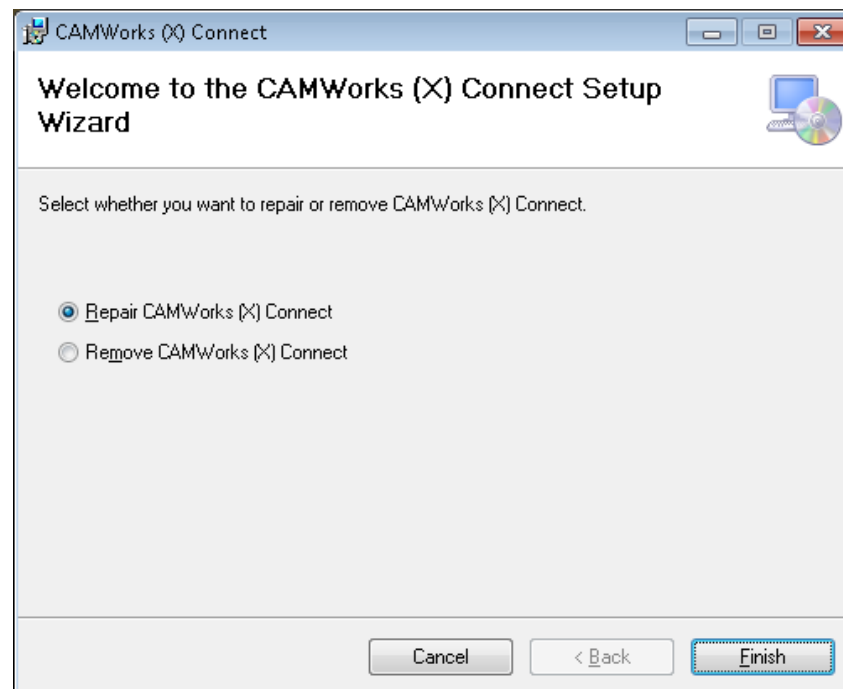 CAMWorks (X) Connect
Welcome to the CAMWorks (X) Connect Setup
Wizard
Select whether you want to repair or remove CAMWorks (X) Connect.
Repair CAMWorks (X) Connect
Remove CAMWorks (X) Connect
Cancel
< Back
Finish